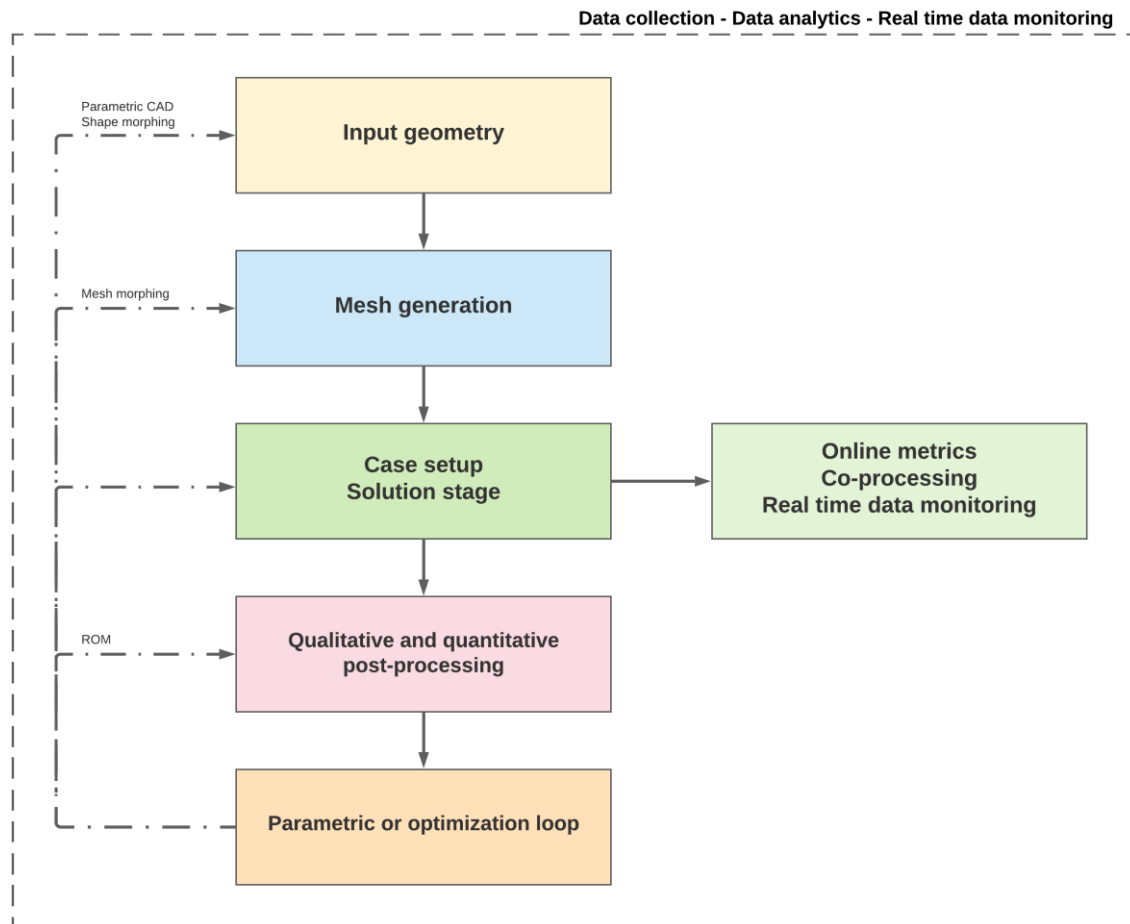 Data collection - Data analytics - Real time data monitoring
Parametric CAD
Shape morphing
Input geometry
Mesh morphing
Mesh generation
Case setup
Solution stage
Online metrics
Co-processing
Real time data monitoring
ROM
Qualitative and quantitative
post-processing
Parametric or optimization loop